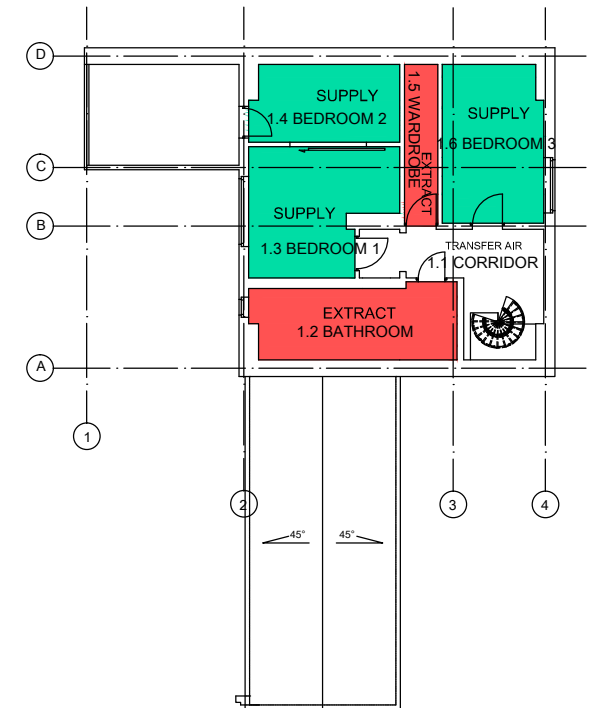 D
SUPPLY
1.4 BEDROOM 2
1.5 WARDROBE
EXTRACT
SUPPLY
1.6 BEDROOM 3
C
SUPPLY
1.3 BEDROOM 1
B
TRANSFER AIR
1.1 CORRIDOR
EXTRACT
1.2 BATHROOM
A
1
2
3
4
45°
45°